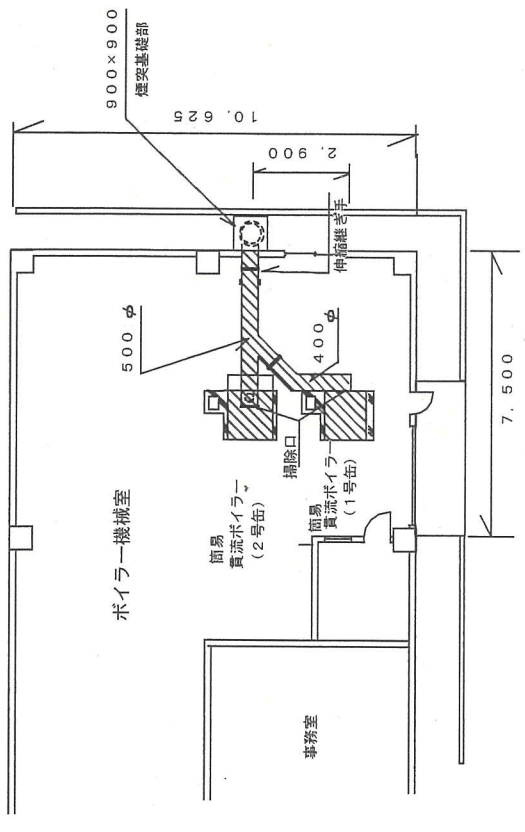 900×900
煙突基礎部
10.625
2.900
伸縮継ぎ手
500φ
400φ
掃除口
ボイラー機械室
簡易
貫流ボイラー
(2号缶)
簡易
貫流ボイラー
(1号缶)
事務室
7.500